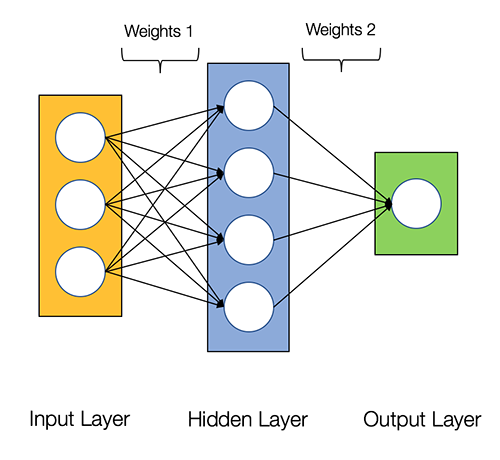 Weights 1
Weights 2
Input Layer
Hidden Layer
Output Layer